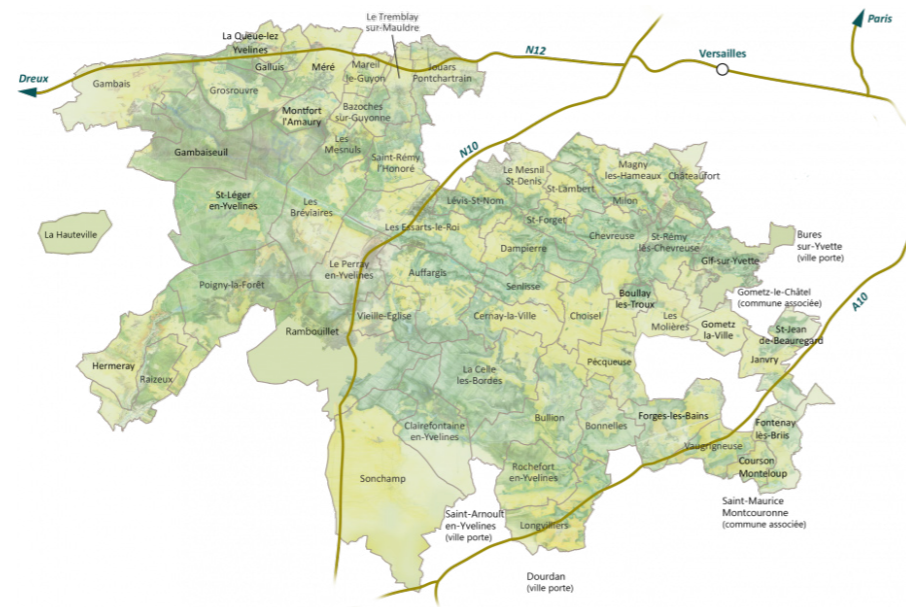 Le Tremblay
sur-Mauldre
Paris
La Queue-lez
Yvelines
N12
Versailles
Galluis
Méré
Mareil
le-Guyon
Jouars
Pontchartrain
Dreux
Gambais
Grosrouvre
Montfort
l'Amaury
Bazoches
sur-Guyonne
Les
Mesnuls
Gambaiseuil
Saint-Rémy
l'Honoré
N10
Le Mesnil
St-Denis
Magny
les-Hameaux
Châteaufort
St-Lambert
Milon
St-Léger
en-Yvelines
Les
Bréviaires
Lévis-St-Nom
St-Forget
Les Essarts-le-Roi
Chevreuse
St-Rémy
lès-Chevreuse
La Hauteville
Dampierre
Bures
sur-Yvette
(ville porte)
Gif-sur-Yvette
Le Perray
en-Yvelines
Auffargis
Senlisse
Poigny-la-Forêt
Boullay
les-Troux
Gometz-le-Châtel
(commune associée)
A10
Rambouillet
Vieille-Eglise
Cernay-la-Ville
Choisel
Les
Molières
Gometz
la-Ville
St-Jean
de-Beauregard
Janvry
Hermeray
Raizeux
Pécqueuse
La Celle
les-Bordes
Clairefontaine
en-Yvelines
Bullion
Bonnelles
Forges-les-Bains
Fontenay
lès-Briis
Vaugrigneuse
Courson
Monteloup
Sonchamp
Rochefort
en-Yvelines
Saint-Arnoult
en-Yvelines
(ville porte)
Longvilliers
Saint-Maurice
Montcouronne
(commune associée)
Dourdan
(ville porte)